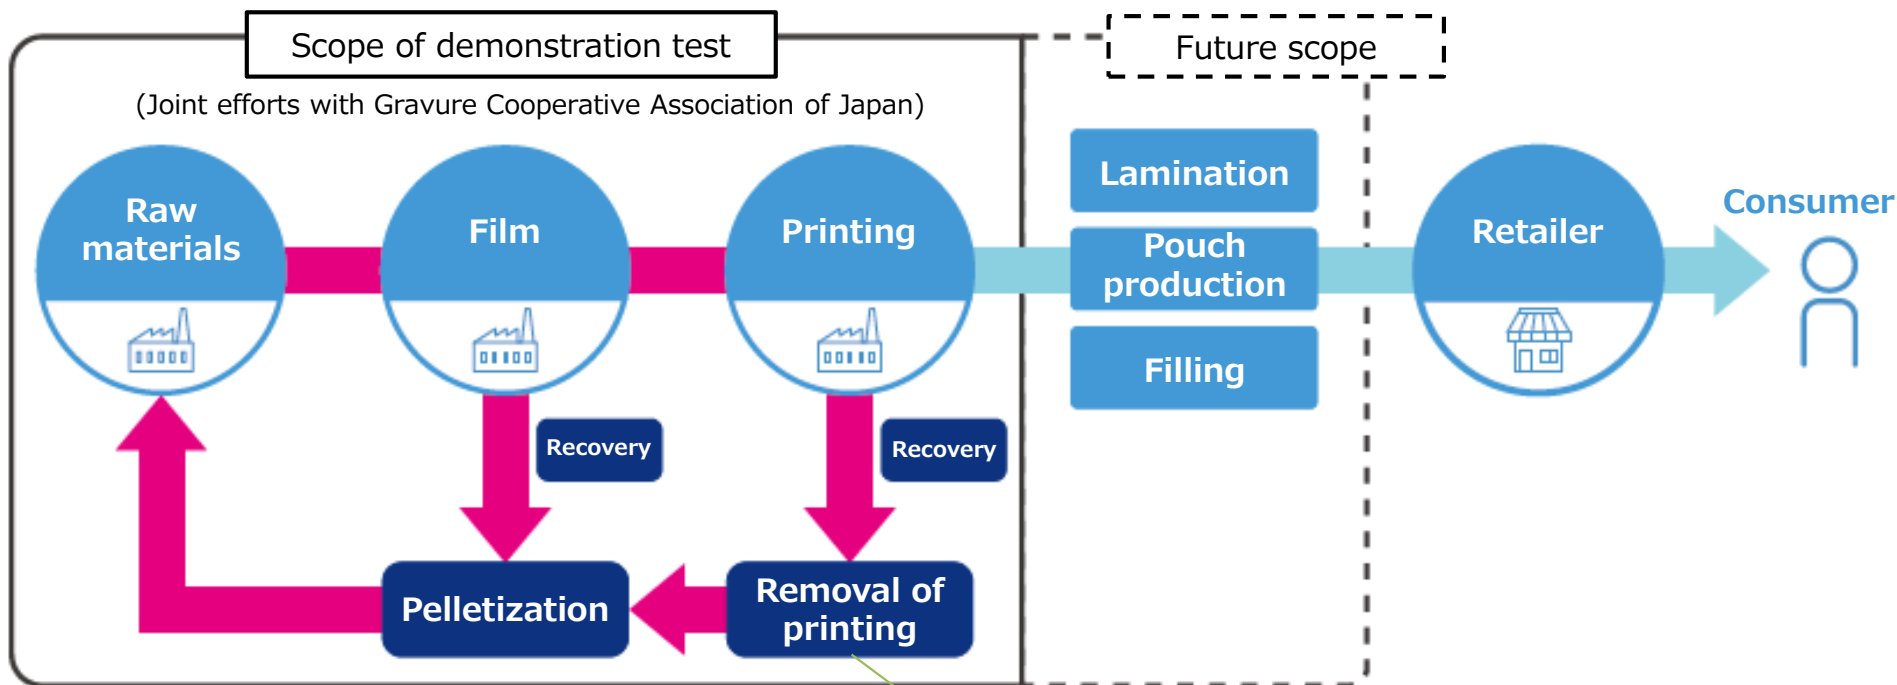 Scope of demonstration test
Future scope
(Joint efforts with Gravure Cooperative Association of Japan)
Raw
materials
Film
Printing
Lamination
Pouch
production
Filling
Retailer
Consumer
Recovery
Recovery
Pelletization
Removal of
printing